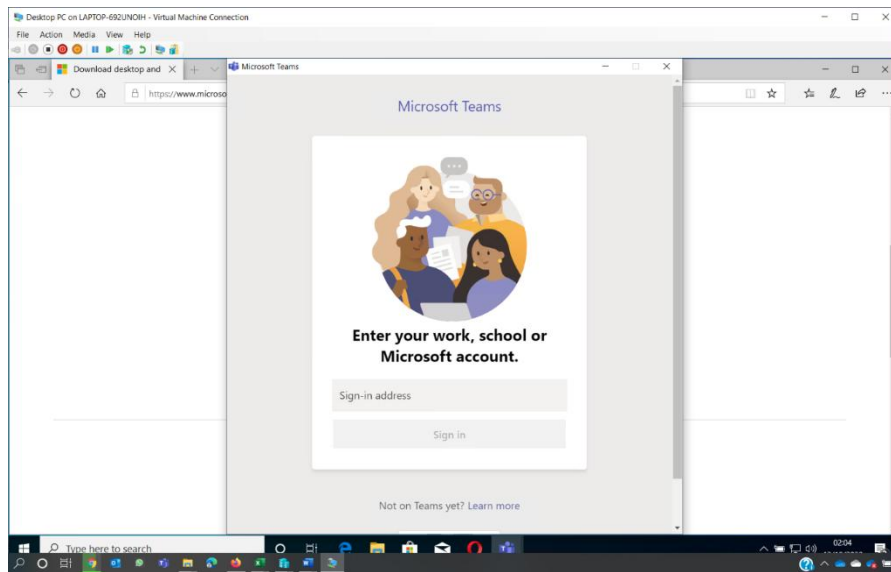 Desktop PC on LAPTOP-692UNOIH - Virtual Machine Connection
File Action Media View Help
Download desktop and
Microsoft Teams
https://www.microso
Microsoft Teams
Enter your work, school or
Microsoft account.
Sign-in address
Sign in
Not on Teams yet? Learn more
Type here to search
02:04